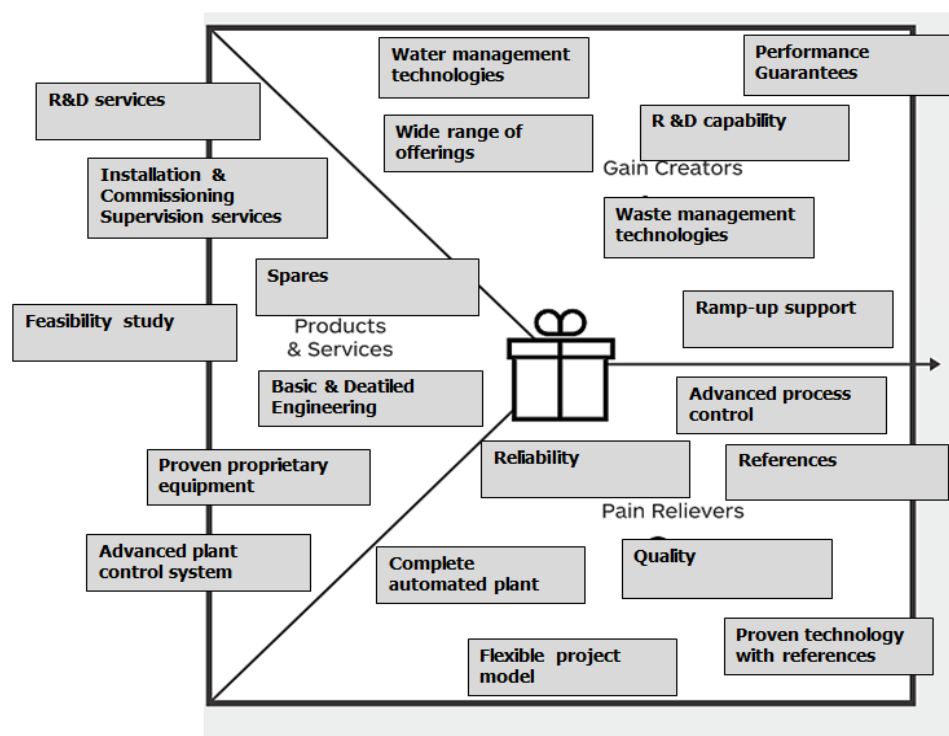 Water management
technologies
Performance
Guarantees
R&D services
R &D capability
Wide range of
offerings
Gain Creators
Installation &
Commissioning
Supervision services
Waste management
technologies
Spares
Ramp-up support
Feasibility study
Products
& Services
Basic & Deatiled
Engineering
Advanced process
control
Reliability
References
Proven proprietary
equipment
Pain Relievers
Advanced plant
control system
Complete
automated plant
Quality
Flexible project
model
Proven technology
with references